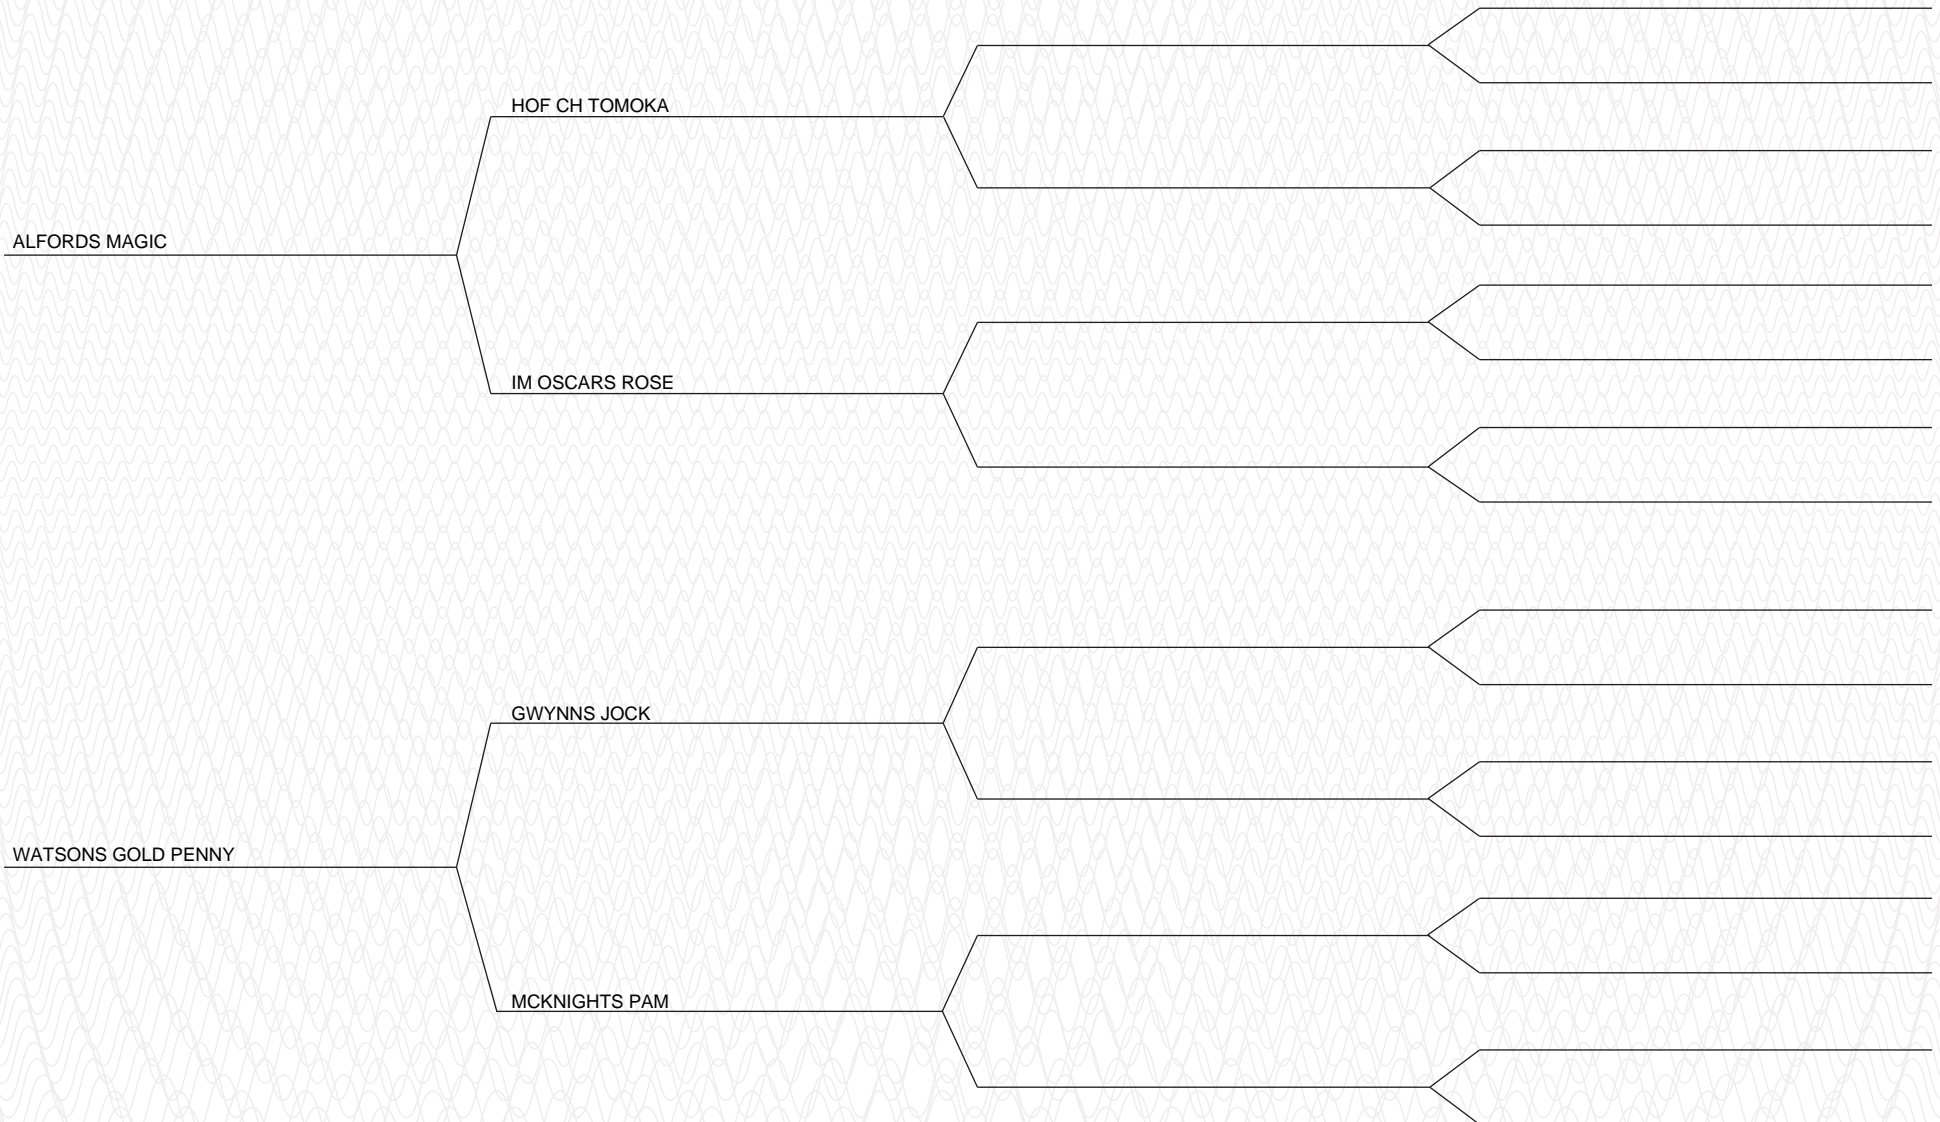 HOF CH TOMOKA
ALFORDS MAGIC
IM OSCARS ROSE
GWYNNS JOCK
WATSONS GOLD PENNY
MCKNIGHTS PAM